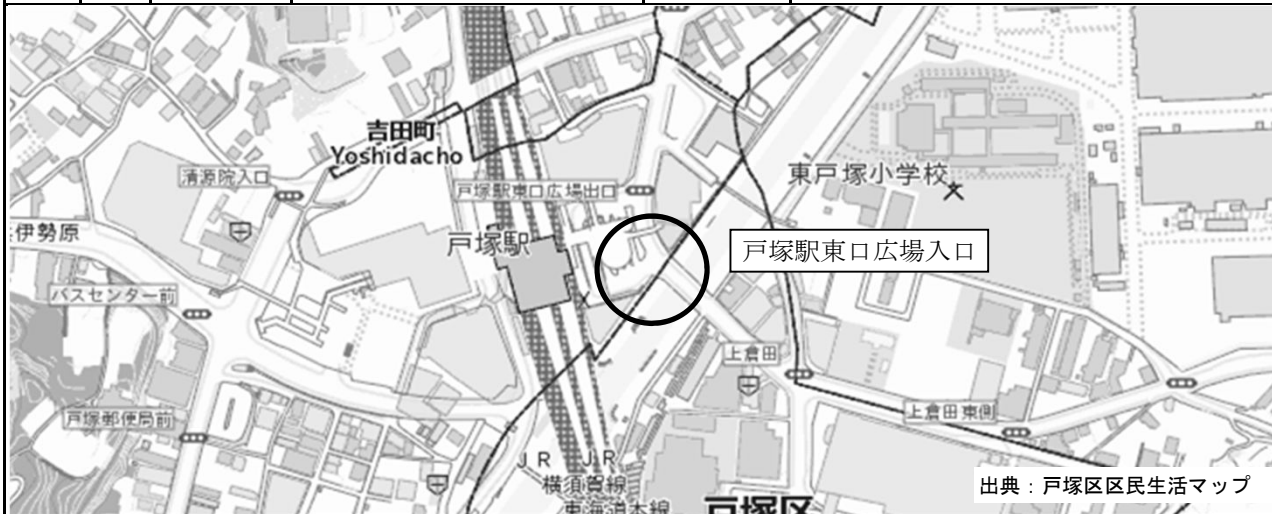 吉田町
Yoshidacho
清源院入口
戸塚駅東口広場出口
東戸塚小学校
伊勢原
戸塚駅
戸塚駅東口広場入口
バスセンター前
上倉田
戸塚郵便局前
上倉田東側
JR JR
横須賀線
東海道本線
戸塚区
出典：戸塚区区民生活マップ